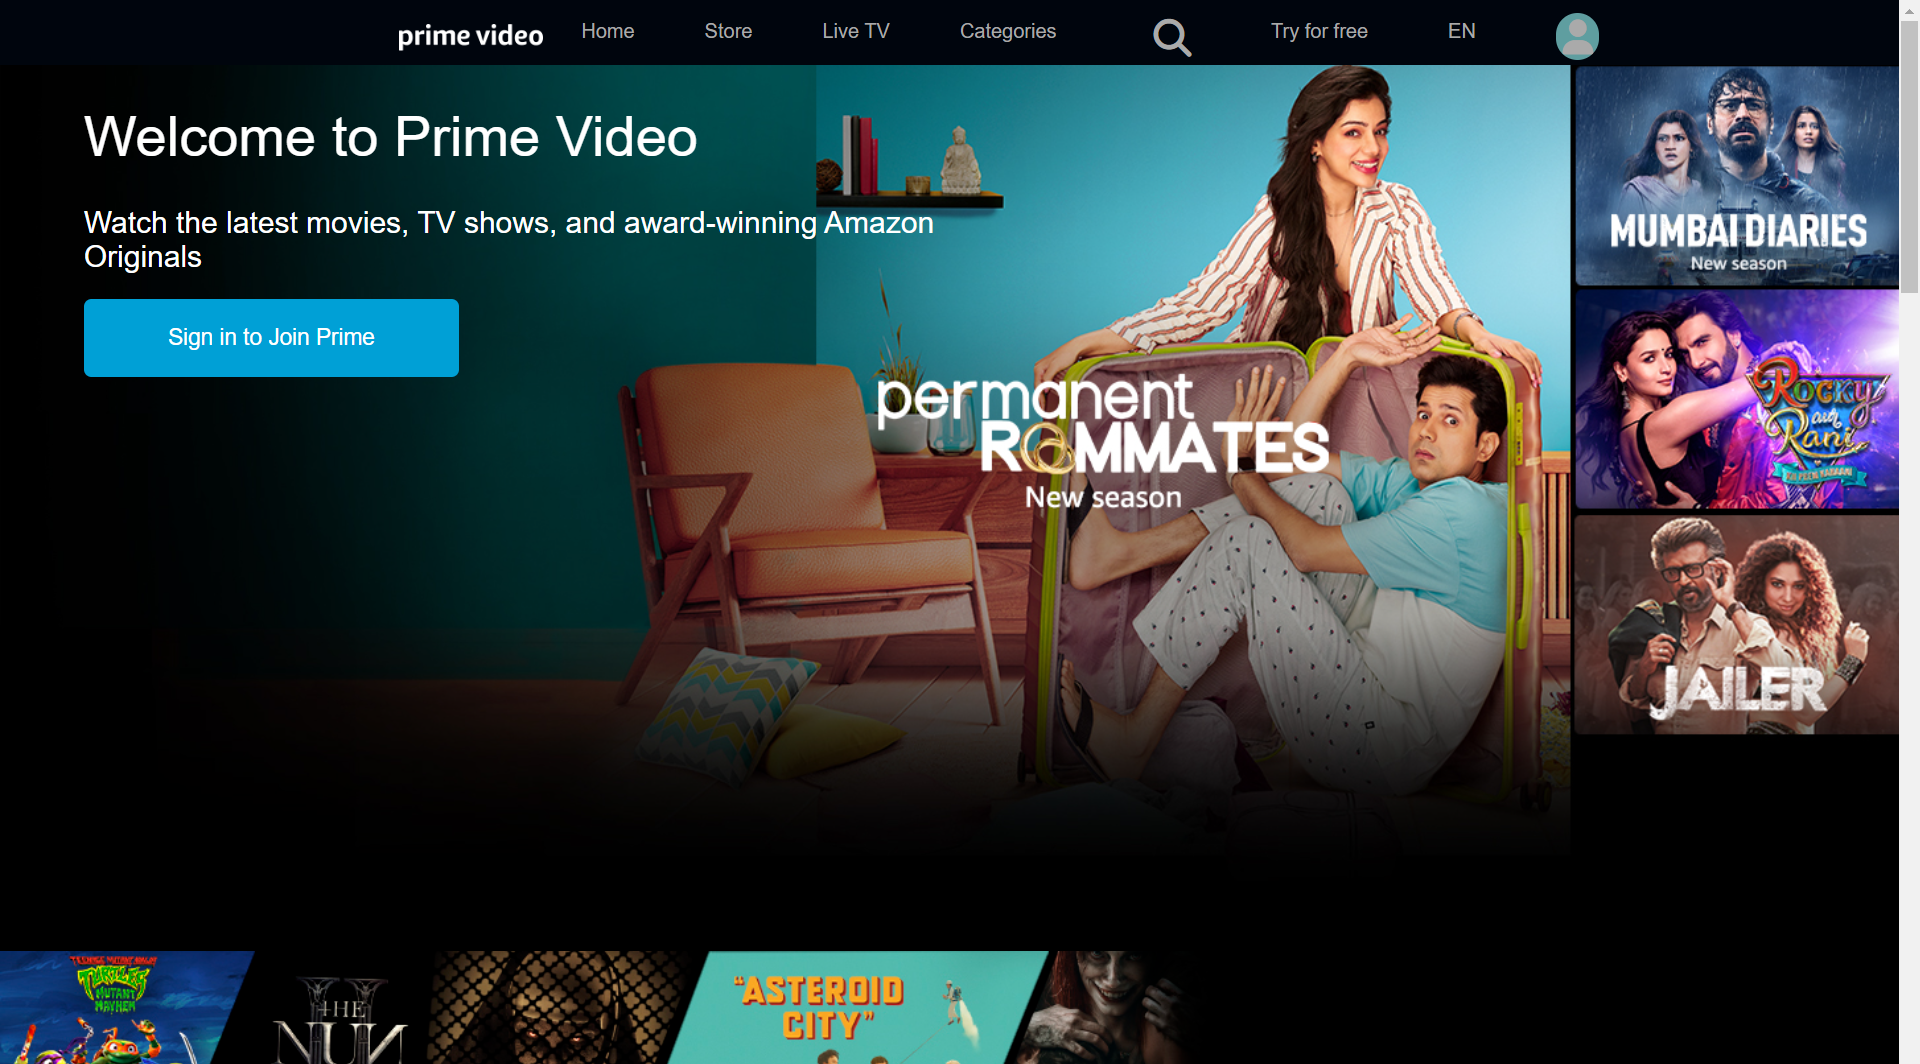 prime video
Home
Store
Live TV
Categories
Try for free
EN
Welcome to Prime Video
Watch the latest movies, TV shows, and award-winning Amazon
Originals
Sign in to Join Prime
permanent
ROOMMATES
New season
MUMBAI DIARIES
New season
ROCKY
aur
Rani
JAILER
TEENAGE MUTANT NINJA
TURTLES
MUTANT
MAYHEM
THE
NUN
II
"ASTEROID
CITY"